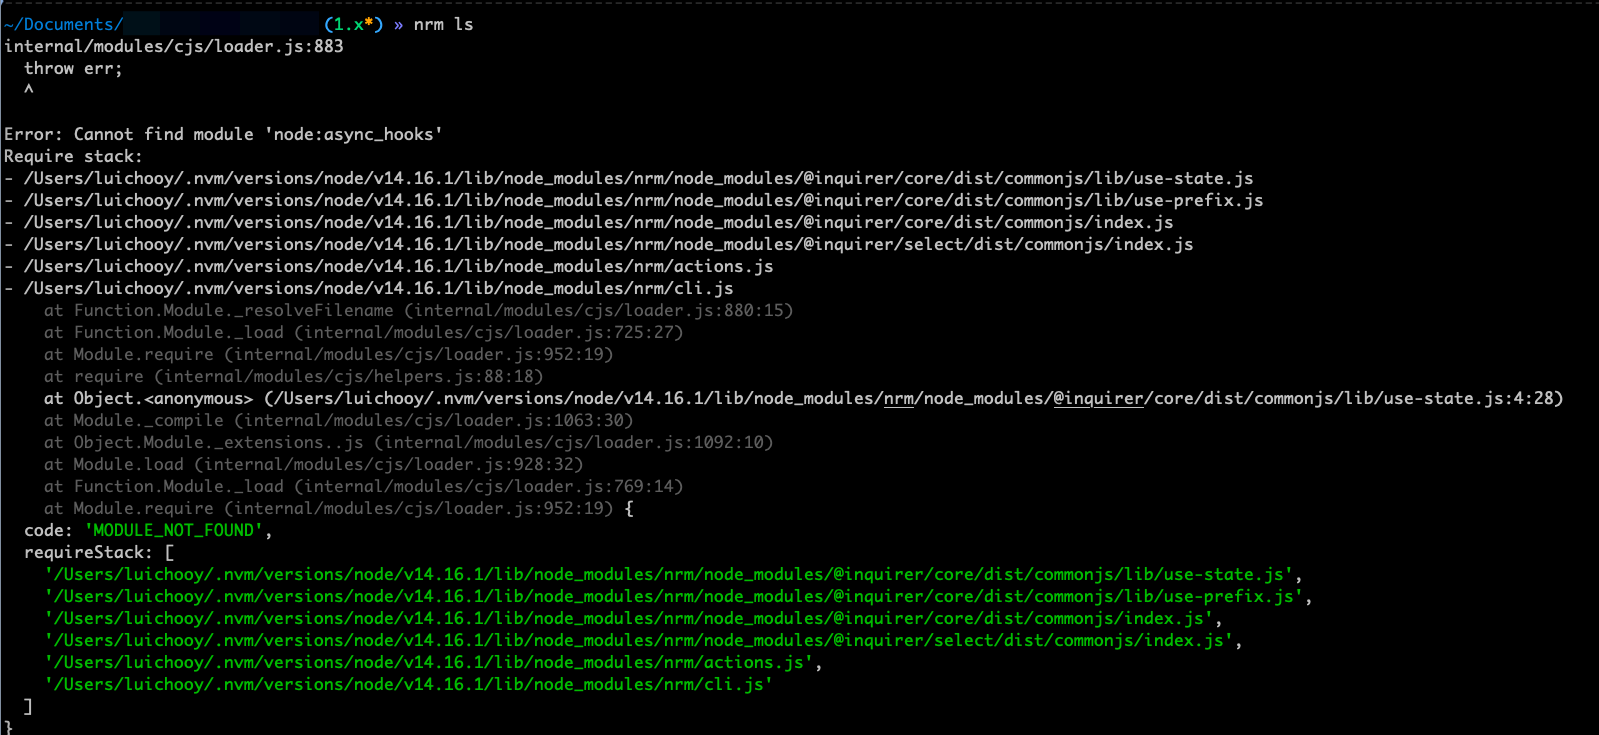 ~/Documents/ (1.x*) » nrm ls
internal/modules/cjs/loader.js:883
  throw err;
  ^

Error: Cannot find module 'node:async_hooks'
Require stack:
- /Users/luichooy/.nvm/versions/node/v14.16.1/lib/node_modules/nrm/node_modules/@inquirer/core/dist/commonjs/lib/use-state.js
- /Users/luichooy/.nvm/versions/node/v14.16.1/lib/node_modules/nrm/node_modules/@inquirer/core/dist/commonjs/lib/use-prefix.js
- /Users/luichooy/.nvm/versions/node/v14.16.1/lib/node_modules/nrm/node_modules/@inquirer/core/dist/commonjs/index.js
- /Users/luichooy/.nvm/versions/node/v14.16.1/lib/node_modules/nrm/node_modules/@inquirer/select/dist/commonjs/index.js
- /Users/luichooy/.nvm/versions/node/v14.16.1/lib/node_modules/nrm/actions.js
- /Users/luichooy/.nvm/versions/node/v14.16.1/lib/node_modules/nrm/cli.js
    at Function.Module._resolveFilename (internal/modules/cjs/loader.js:880:15)
    at Function.Module._load (internal/modules/cjs/loader.js:725:27)
    at Module.require (internal/modules/cjs/loader.js:952:19)
    at require (internal/modules/cjs/helpers.js:88:18)
    at Object.<anonymous> (/Users/luichooy/.nvm/versions/node/v14.16.1/lib/node_modules/nrm/node_modules/@inquirer/core/dist/commonjs/lib/use-state.js:4:28)
    at Module._compile (internal/modules/cjs/loader.js:1063:30)
    at Object.Module._extensions..js (internal/modules/cjs/loader.js:1092:10)
    at Module.load (internal/modules/cjs/loader.js:928:32)
    at Function.Module._load (internal/modules/cjs/loader.js:769:14)
    at Module.require (internal/modules/cjs/loader.js:952:19) {
  code: 'MODULE_NOT_FOUND',
  requireStack: [
    '/Users/luichooy/.nvm/versions/node/v14.16.1/lib/node_modules/nrm/node_modules/@inquirer/core/dist/commonjs/lib/use-state.js',
    '/Users/luichooy/.nvm/versions/node/v14.16.1/lib/node_modules/nrm/node_modules/@inquirer/core/dist/commonjs/lib/use-prefix.js',
    '/Users/luichooy/.nvm/versions/node/v14.16.1/lib/node_modules/nrm/node_modules/@inquirer/core/dist/commonjs/index.js',
    '/Users/luichooy/.nvm/versions/node/v14.16.1/lib/node_modules/nrm/node_modules/@inquirer/select/dist/commonjs/index.js',
    '/Users/luichooy/.nvm/versions/node/v14.16.1/lib/node_modules/nrm/actions.js',
    '/Users/luichooy/.nvm/versions/node/v14.16.1/lib/node_modules/nrm/cli.js'
  ]
}